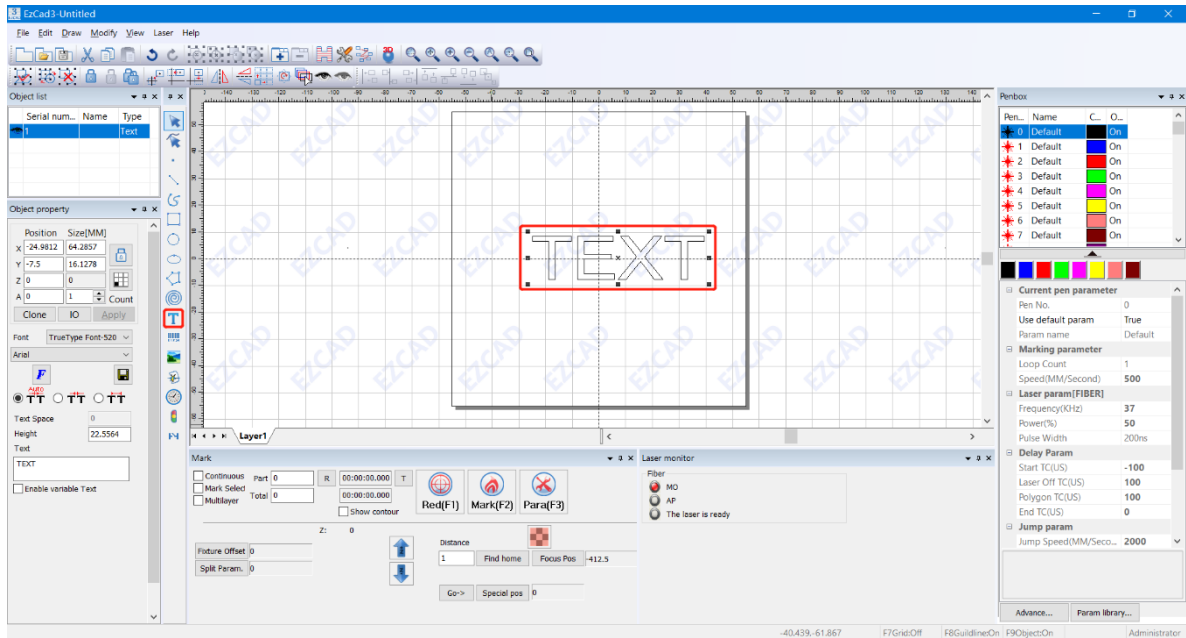 EzCad3-Untitled
File Edit Draw Modify View Laser Help
Object list
Serial num... Name Type
1 Text
Object property
Position Size[MM]
X -24.9812 64.2857
Y -7.5 16.1278
Z 0 0
A 0 1 Count
Clone IO Apply
Font TrueType Font-520
Arial
F
Auto
TT TT TT
Text Space 0
Height 22.5564
Text
TEXT
Enable variable Text
T
TEXT
EZCAD
Layer1
Mark
Continuous Part 0 R 00:00:00.000 T
Mark Seled
Multilayer Total 0 00:00:00.000
Show contour
Red(F1) Mark(F2) Para(F3)
Z: 0
Fixture Offset 0
Split Param. 0
Distance
1 Find home Focus Pos -412.5
Go-> Special pos 0
Laser monitor
Fiber
MO
AP
The laser is ready
Penbox
Pen... Name C... O...
0 Default On
1 Default On
2 Default On
3 Default On
4 Default On
5 Default On
6 Default On
7 Default On
Current pen parameter
Pen No. 0
Use default param True
Param name Default
Marking parameter
Loop Count 1
Speed(MM/Second) 500
Laser param[FIBER]
Frequency(KHz) 37
Power(%) 50
Pulse Width 200ns
Delay Param
Start TC(US) -100
Laser Off TC(US) 100
Polygon TC(US) 100
End TC(US) 0
Jump param
Jump Speed(MM/Seco... 2000
Advance... Param library...
-40.439,-61.867 F7Grid:Off F8Guildline:On F9Object:On Administrator